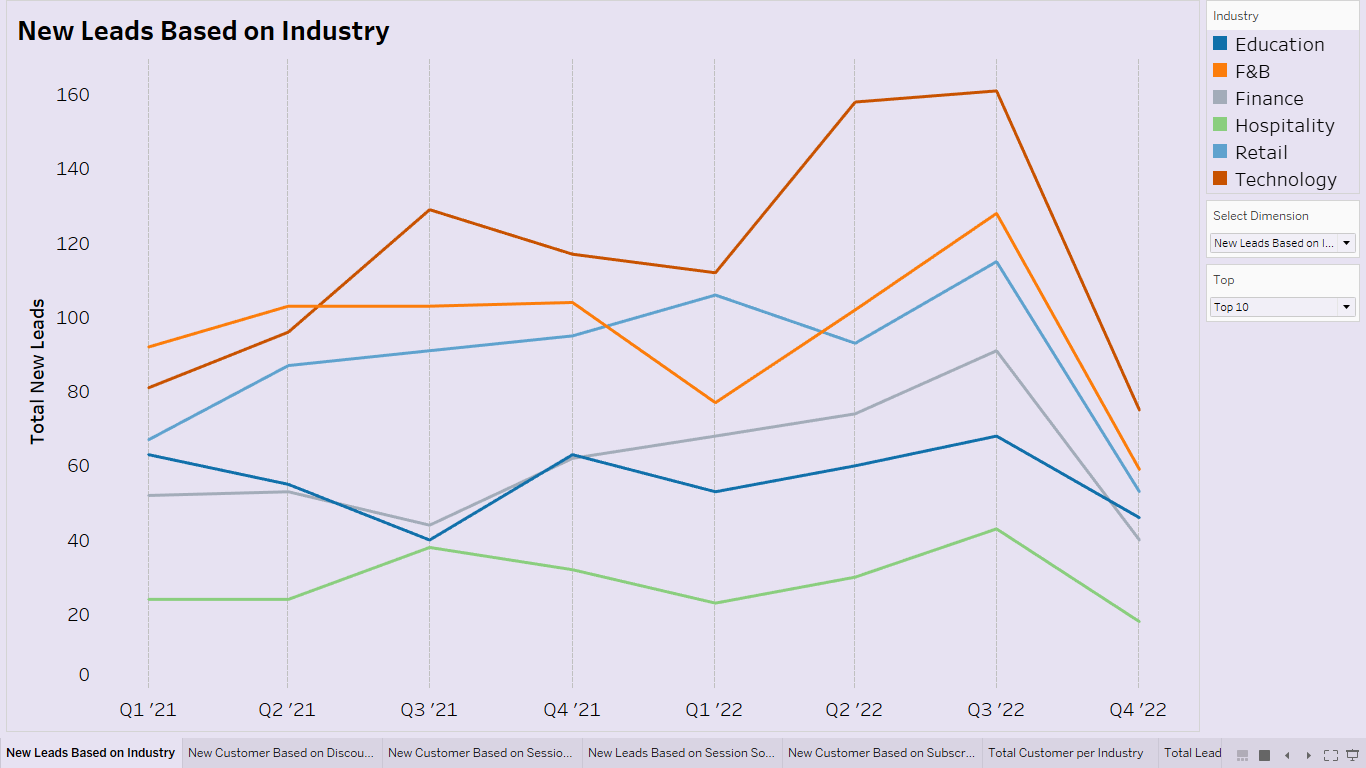 New Leads Based on Industry
Total New Leads
160
140
120
100
80
60
40
20
0
Q1 ’21
Q2 ’21
Q3 ’21
Q4 ’21
Q1 ’22
Q2 ’22
Q3 ’22
Q4 ’22
Industry
Education
F&B
Finance
Hospitality
Retail
Technology
Select Dimension
New Leads Based on I...
Top
Top 10
New Leads Based on Industry
New Customer Based on Discou...
New Customer Based on Sessio...
New Leads Based on Session So...
New Customer Based on Subscr...
Total Customer per Industry
Total Lead